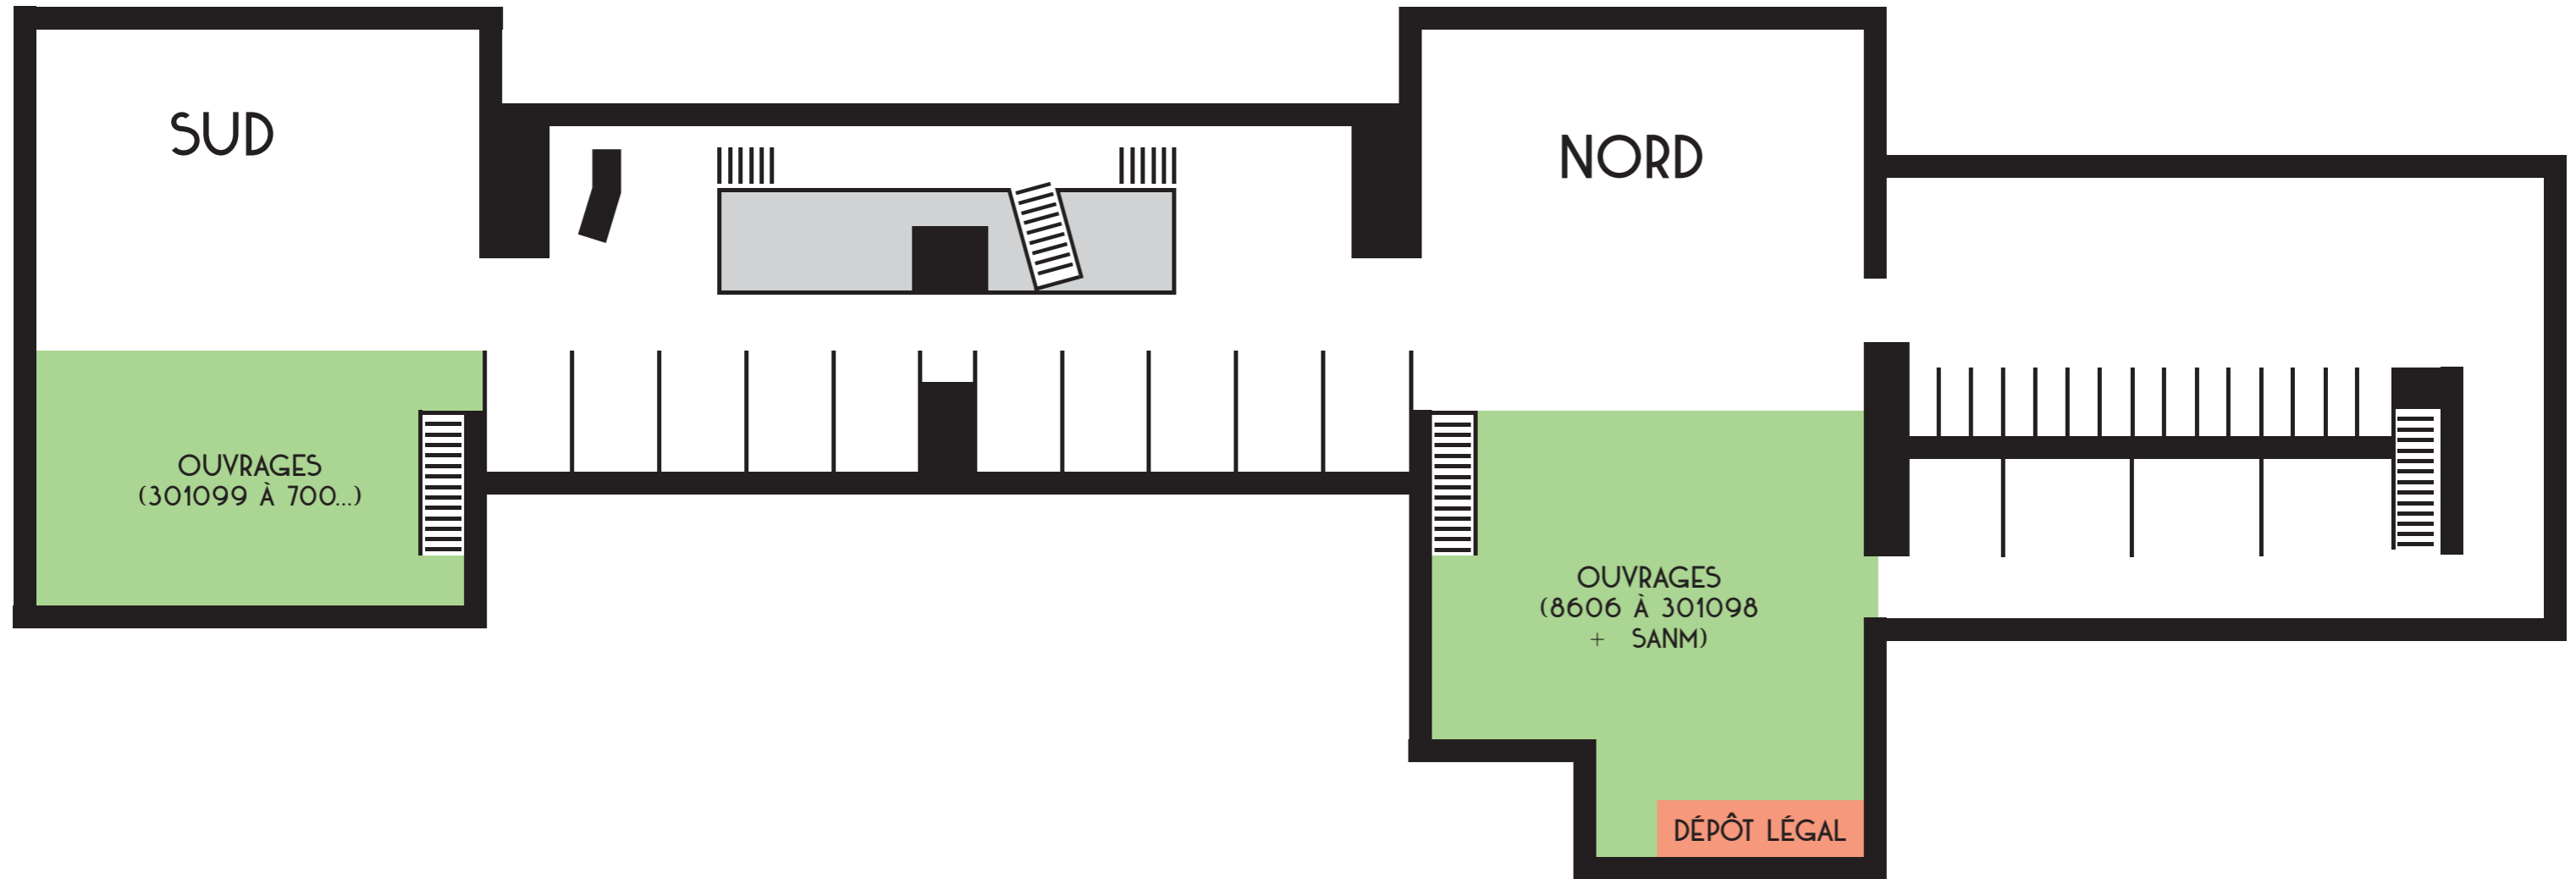 SUD
NORD
OUVRAGES
(301099 À 700...)
OUVRAGES
(8606 À 301098
+ SANM)
DÉPÔT LÉGAL